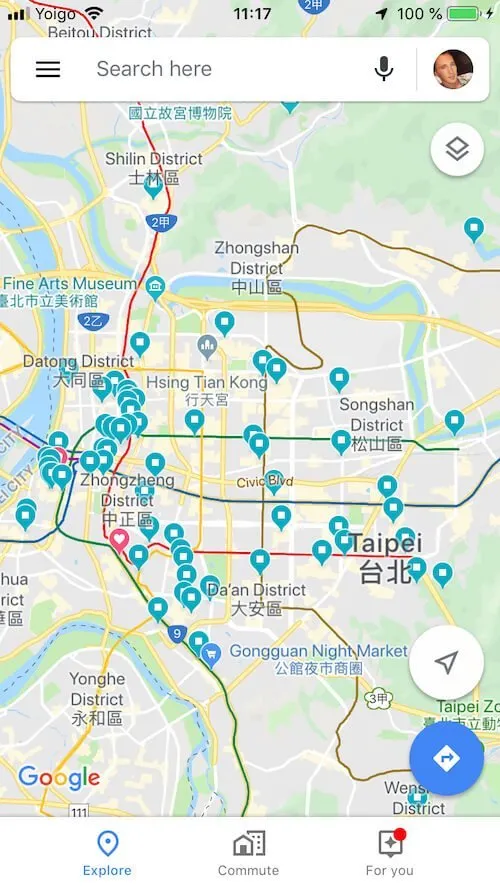 Yoigo
11:17
100 %
2甲
Beitou District
Search here
國立故宮博物院
Shilin District
士林區
2甲
Zhongshan
District
中山區
Fine Arts Museum
臺北市立美術館
2乙
Datong District
大同區
Hsing Tian Kong
行天宮
Songshan
District
松山區
Civic Blvd
Zhongzheng
District
中正區
Taipei
台北
Da'an District
大安區
9
Gongguan Night Market
公館夜市商圈
Yonghe
District
永和區
3甲
Taipei Zo
臺北市立動物
Google
Wensh
District
111
Explore
Commute
For you